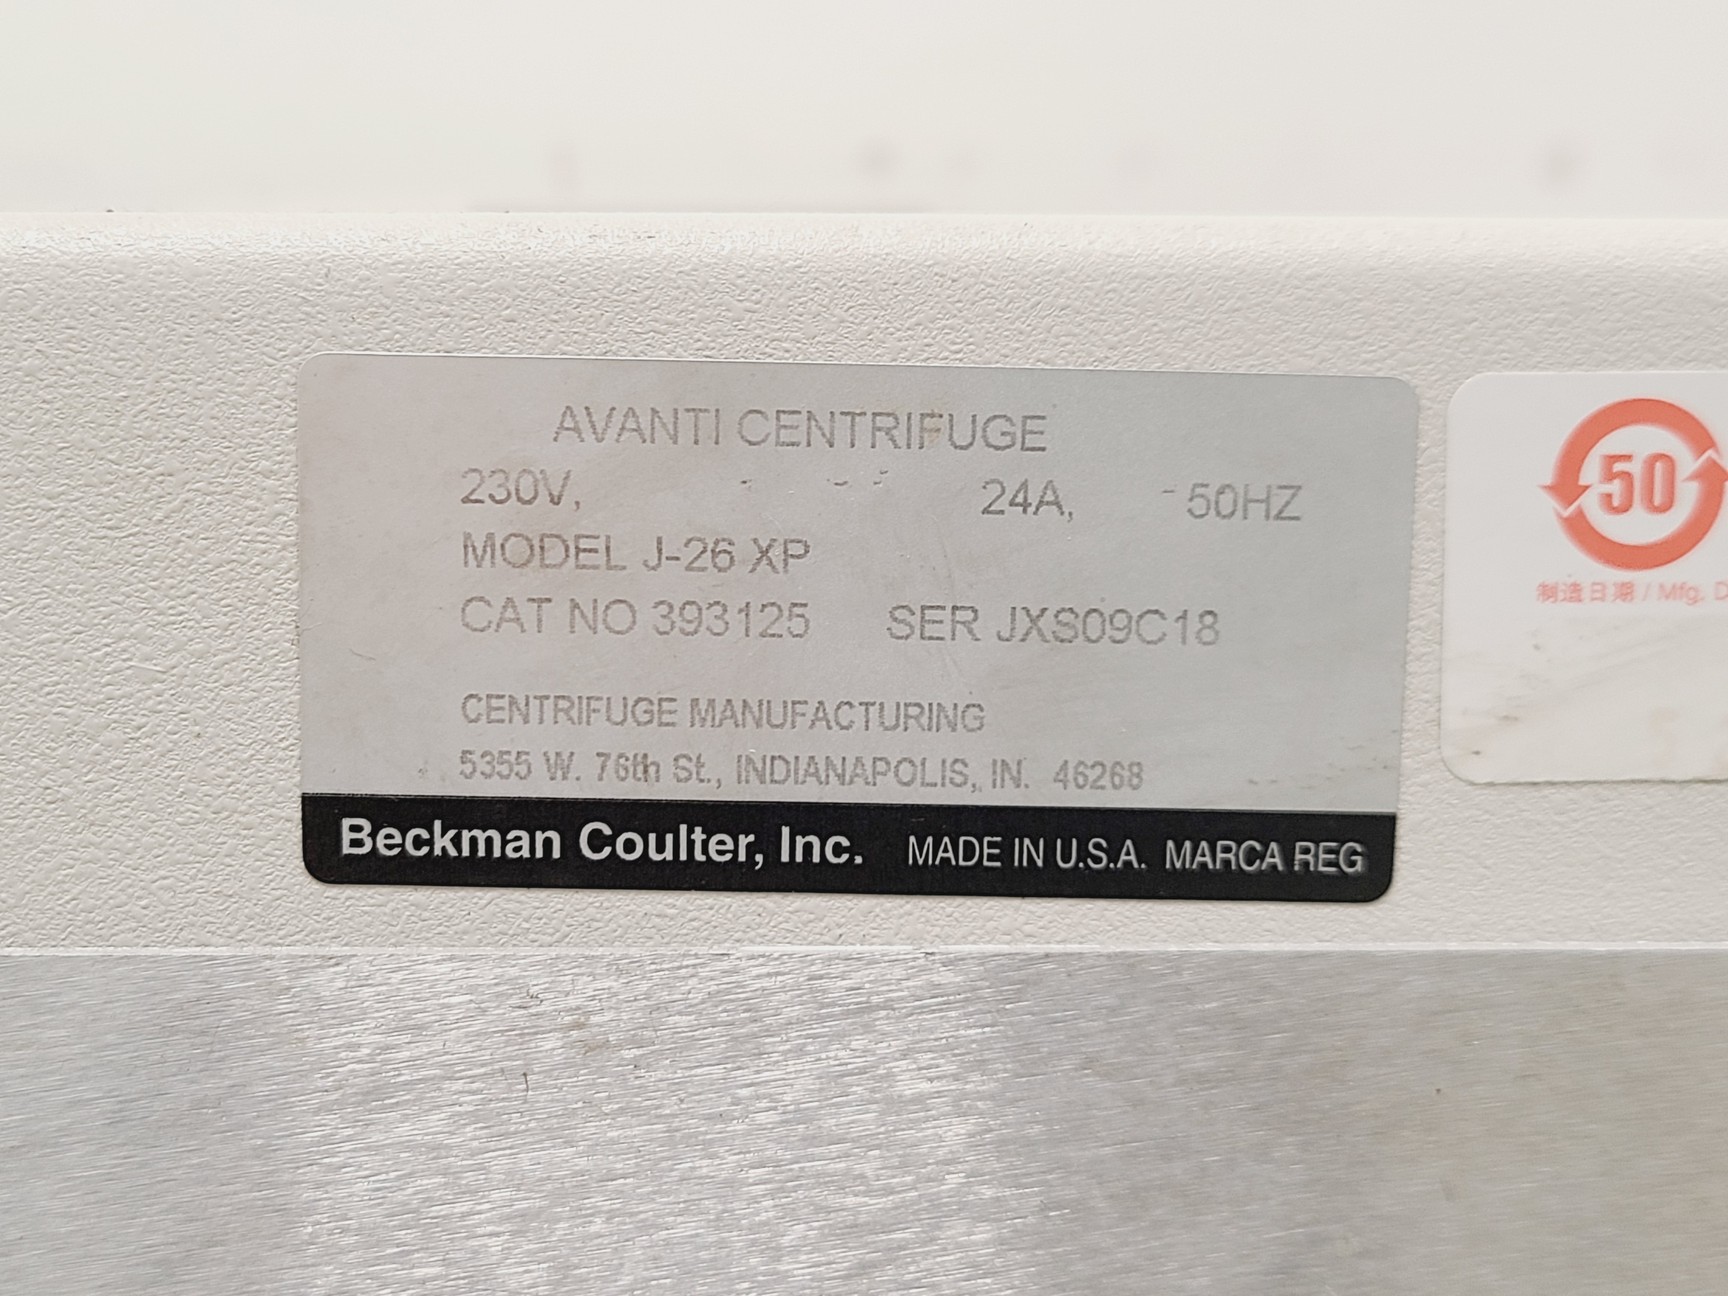 AVANTI CENTRIFUGE
230V, 24A, 50HZ
MODEL J-26 XP
CAT NO 393125 SER JXS09C18
CENTRIFUGE MANUFACTURING
5355 W. 76th St., INDIANAPOLIS, IN. 46268
Beckman Coulter, Inc. MADE IN U.S.A. MARCA REG
50
制造日期 / Mfg. D